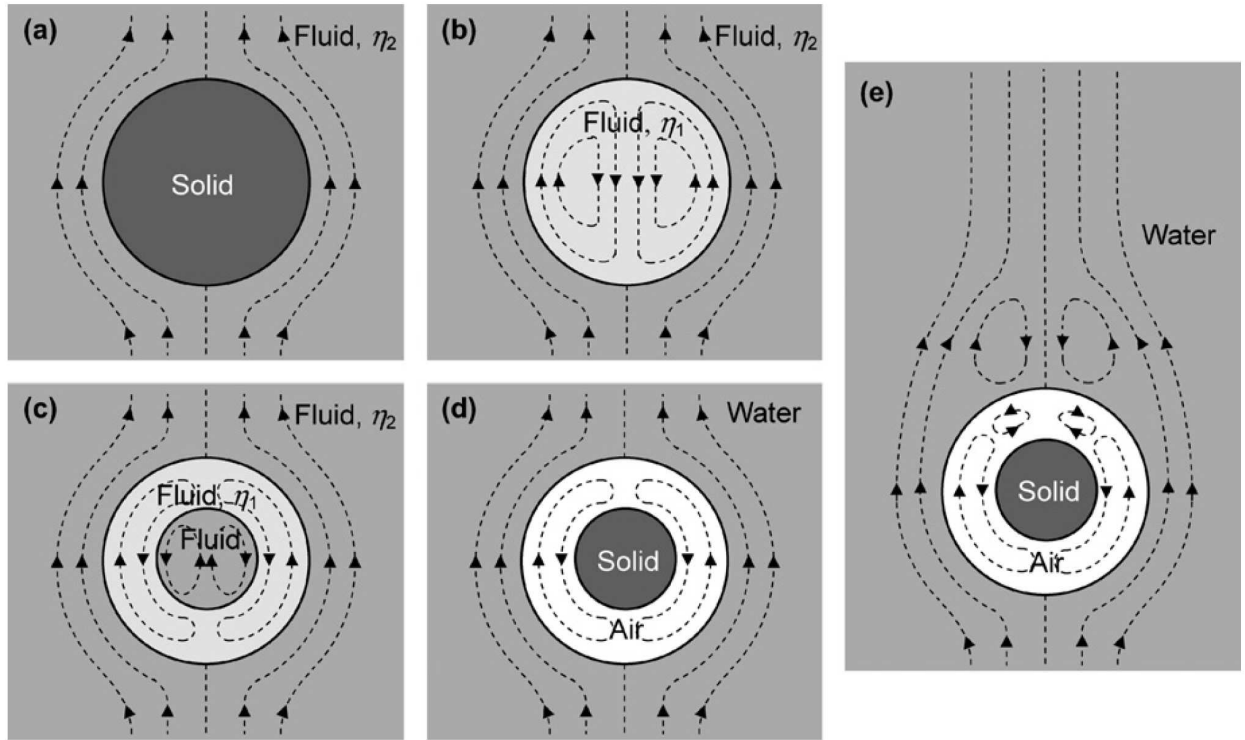 (a)
Fluid, η2
Solid
(b)
Fluid, η2
Fluid, η1
(c)
Fluid, η2
Fluid, η1
Fluid
(d)
Water
Solid
Air
(e)
Water
Solid
Air